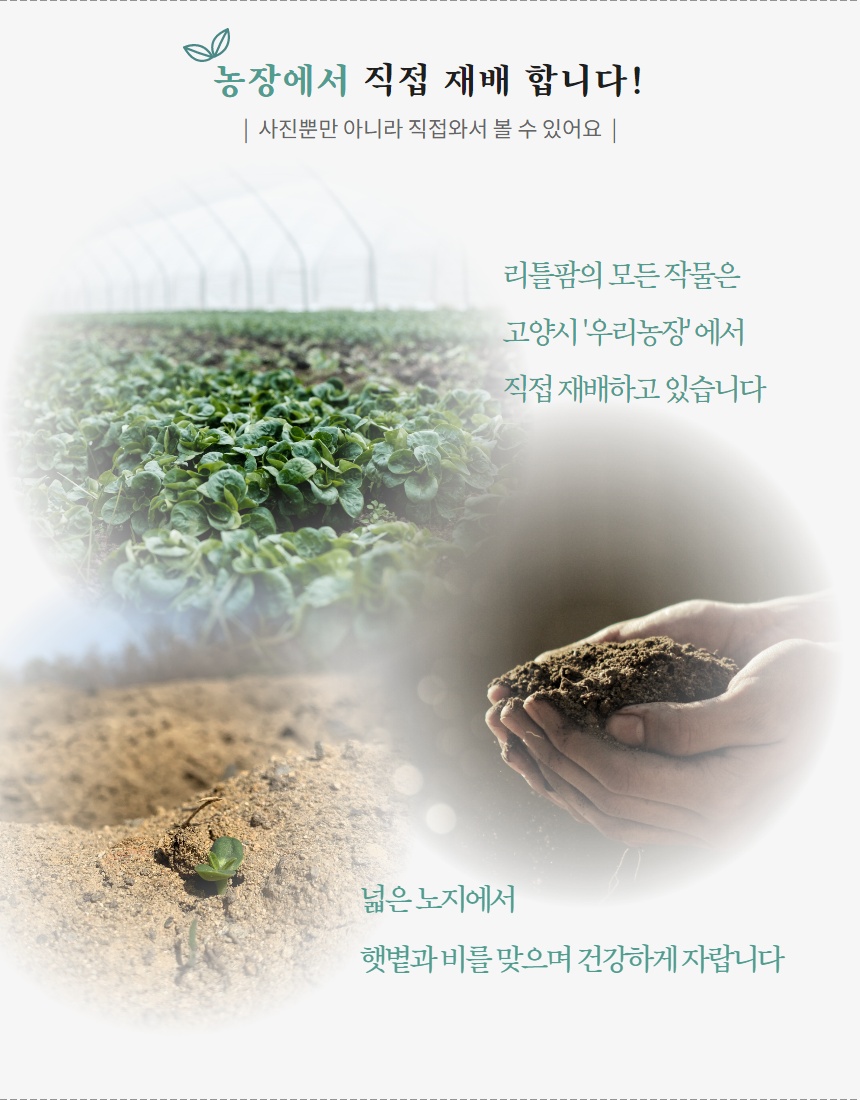 농장에서 직접 재배 합니다!
| 사진뿐만 아니라 직접와서 볼 수 있어요 |
리틀팜의 모든 작물은
고양시 '우리농장' 에서
직접 재배하고 있습니다
넓은 노지에서
햇볕과 비를 맞으며 건강하게 자랍니다